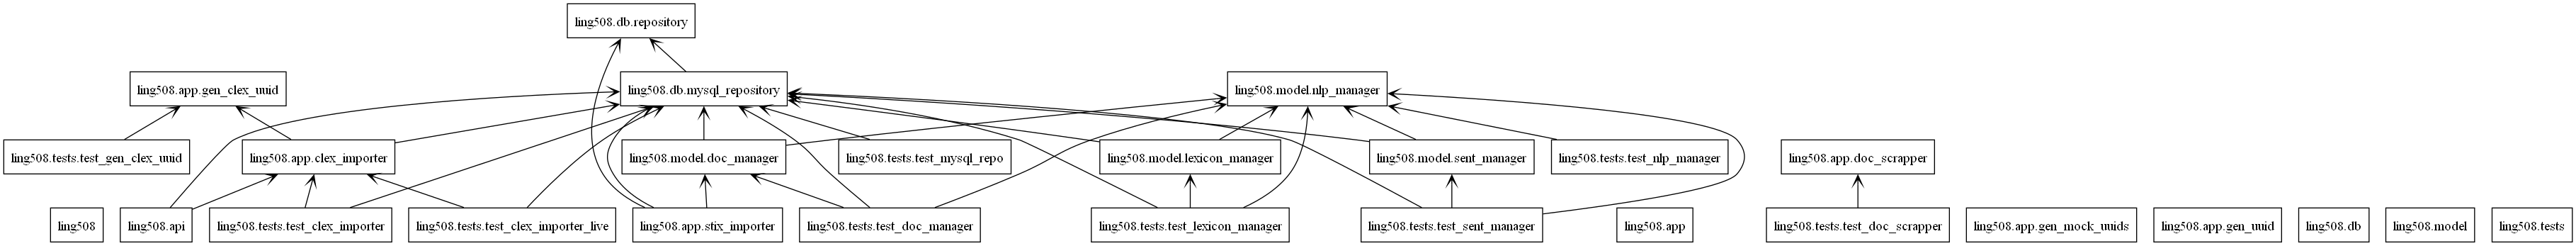 ling508.db.repository
ling508.app.gen_clex_uuid
ling508.db.mysql_repository
ling508.model.nlp_manager
ling508.tests.test_gen_clex_uuid
ling508.app.clex_importer
ling508.model.doc_manager
ling508.tests.test_mysql_repo
ling508.model.lexicon_manager
ling508.model.sent_manager
ling508.tests.test_nlp_manager
ling508.app.doc_scrapper
ling508
ling508.api
ling508.tests.test_clex_importer
ling508.tests.test_clex_importer_live
ling508.app.stix_importer
ling508.tests.test_doc_manager
ling508.tests.test_lexicon_manager
ling508.tests.test_sent_manager
ling508.app
ling508.tests.test_doc_scrapper
ling508.app.gen_mock_uuids
ling508.app.gen_uuid
ling508.db
ling508.model
ling508.tests